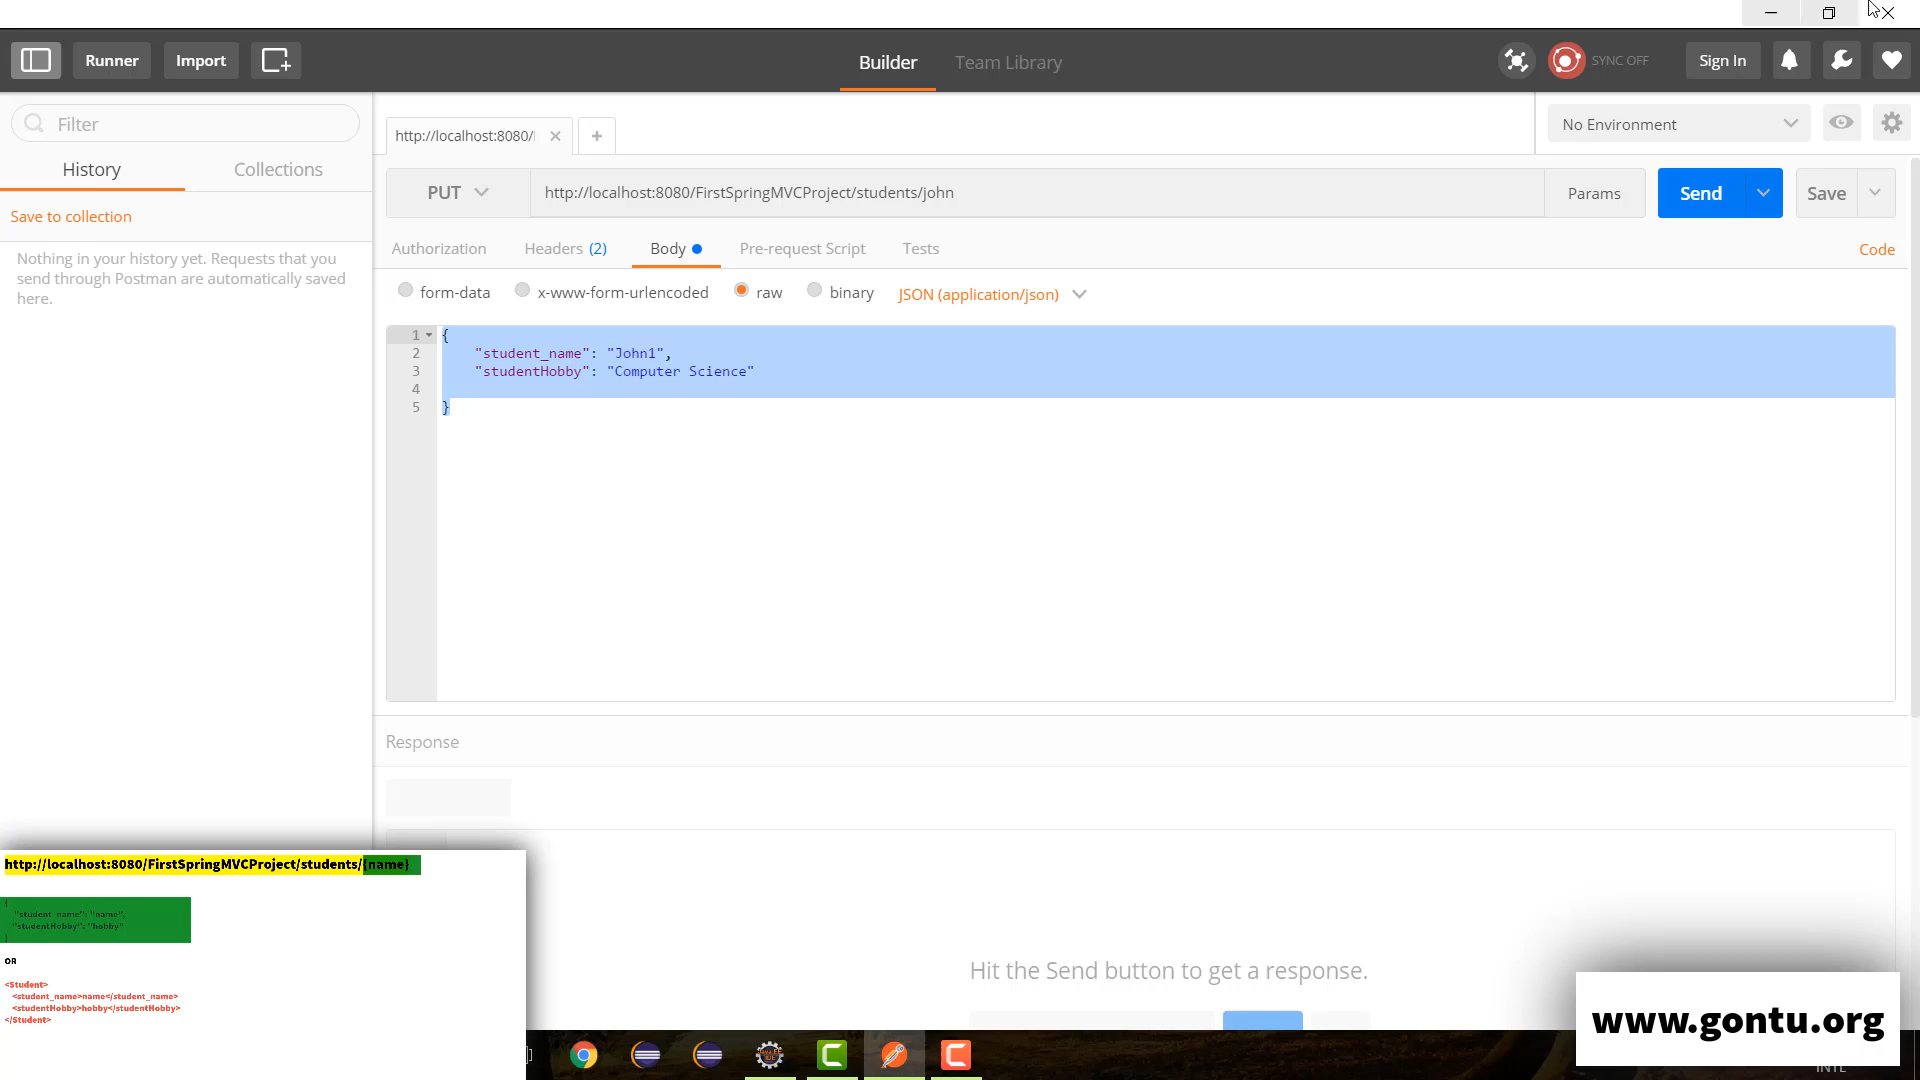 Runner
Import
Builder
Team Library
SYNC OFF
Sign In
Filter
History
Collections
Save to collection
Nothing in your history yet. Requests that you
send through Postman are automatically saved
here.
http://localhost:8080/
No Environment
PUT
http://localhost:8080/FirstSpringMVCProject/students/john
Params
Send
Save
Authorization
Headers (2)
Body
Pre-request Script
Tests
Code
form-data
x-www-form-urlencoded
raw
binary
JSON (application/json)
1 {
2 "student_name": "John1",
3 "studentHobby": "Computer Science"
4
5 }
Response
Hit the Send button to get a response.
http://localhost:8080/FirstSpringMVCProject/students/{name}
{
"student_name": "name",
"studentHobby": "hobby"
}
OR
<Student>
<student_name>name</student_name>
<studentHobby>hobby</studentHobby>
</Student>
www.gontu.org